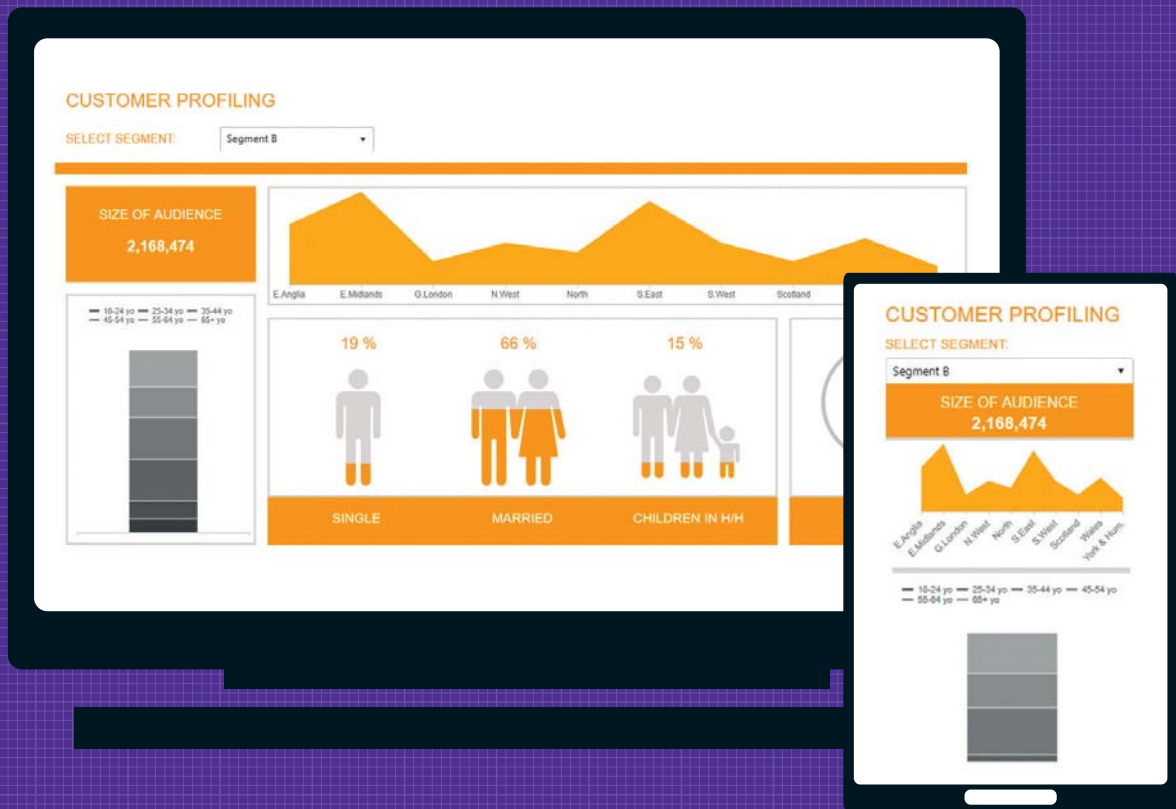 CUSTOMER PROFILING
SELECT SEGMENT:
Segment B
SIZE OF AUDIENCE
2,168,474
E.Anglia E.Midlands G.London N.West North S.East S.West Scotland
18-24 yo 25-34 yo 35-44 yo
45-54 yo 55-64 yo 65+ yo
19 % 66 % 15 %
SINGLE MARRIED CHILDREN IN H/H
CUSTOMER PROFILING
SELECT SEGMENT:
Segment B
SIZE OF AUDIENCE
2,168,474
E.Anglia E.Midlands G.London N.West North S.East S.West Scotland Wales York & Hum.
18-24 yo 25-34 yo 35-44 yo 45-54 yo
55-64 yo 65+ yo